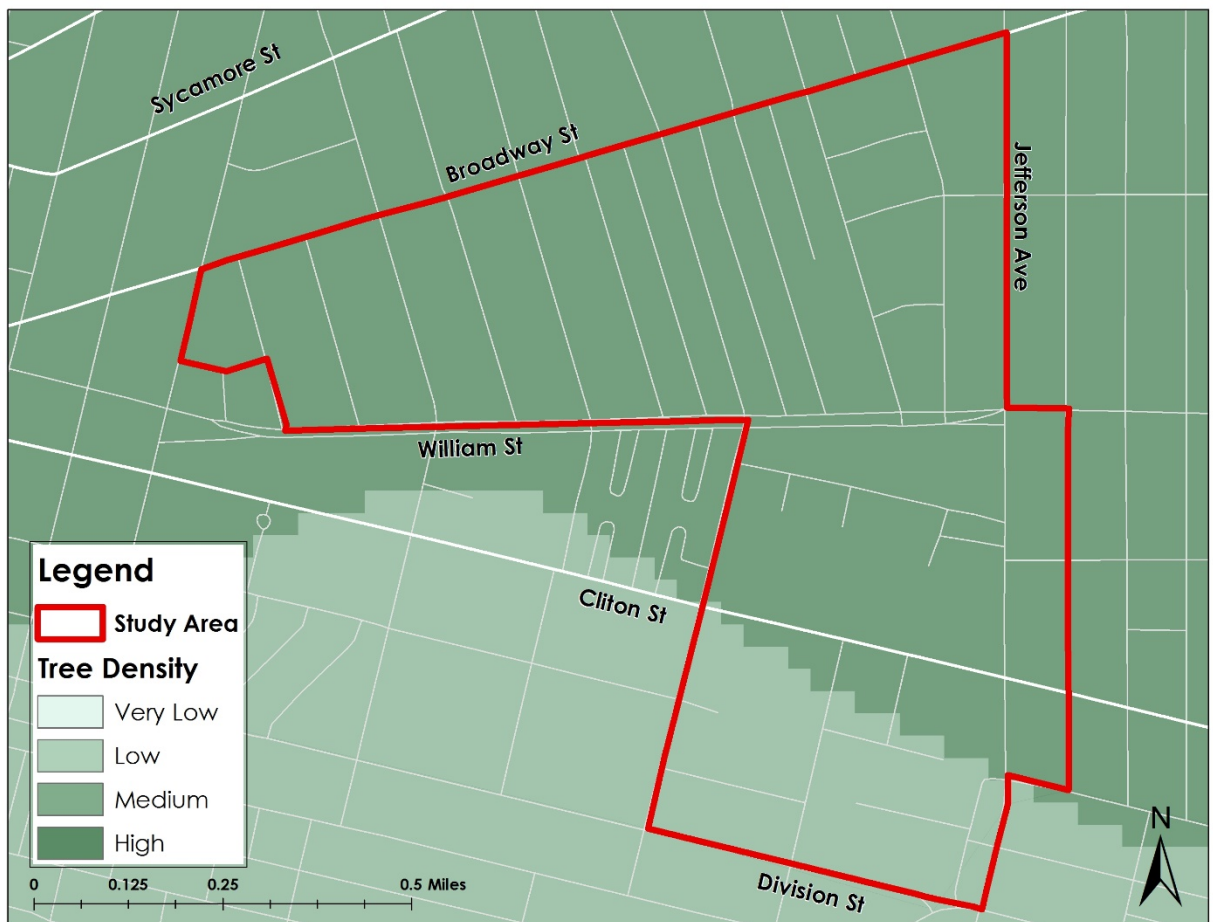 Sycamore St
Broadway St
Jefferson Ave
William St
Cliton St
Division St
Legend
Study Area
Tree Density
Very Low
Low
Medium
High
0 0.125 0.25 0.5 Miles
N